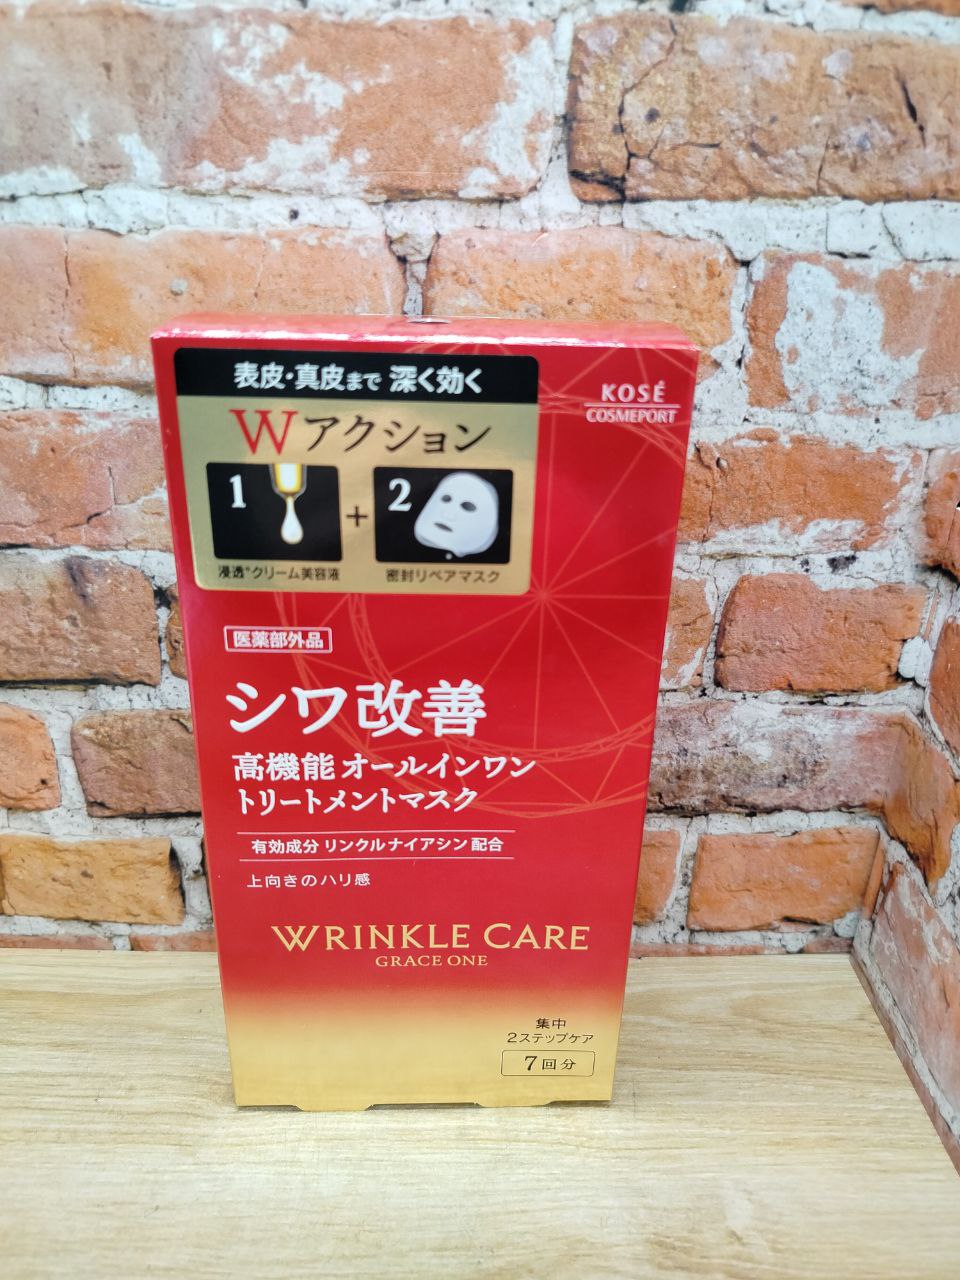 表皮・真皮まで 深く効く
Wアクション
1
+
2
浸透*クリーム美容液
密封リペアマスク
KOSÉ
COSMEPORT
医薬部外品
シワ改善
高機能 オールインワン
トリートメントマスク
有効成分 リンクルナイアシン 配合
上向きのハリ感
WRINKLE CARE
GRACE ONE
集中
2ステップケア
7回分